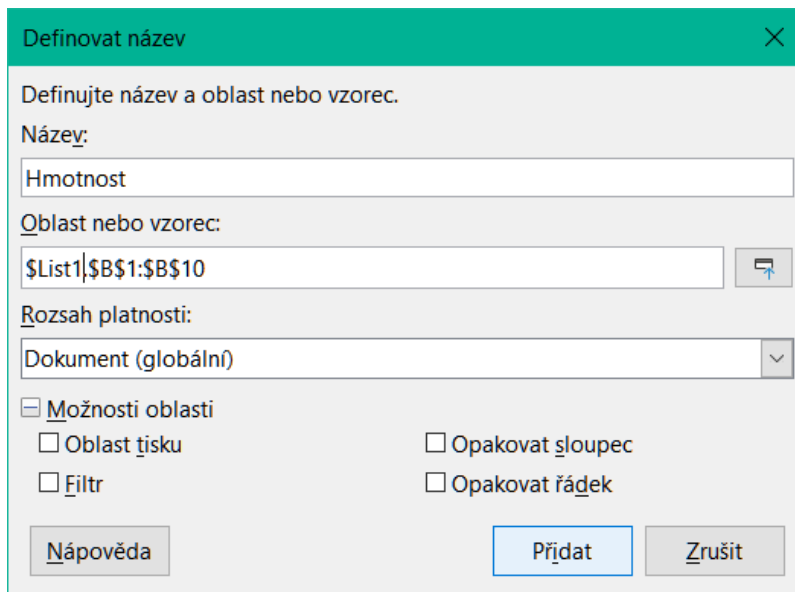 Definovat název
Definujte název a oblast nebo vzorec.
Název:
Hmotnost
Oblast nebo vzorec:
$List1.$B$1:$B$10
Rozsah platnosti:
Dokument (globální)
Možnosti oblasti
Oblast tisku
Opakovat sloupec
Filtr
Opakovat řádek
Nápověda
Přidat
Zrušit